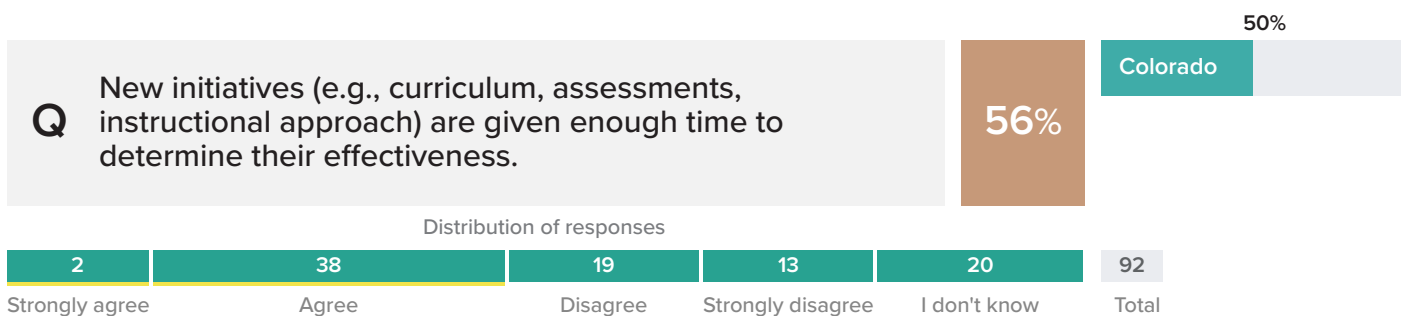 50%
Q
New initiatives (e.g., curriculum, assessments,
instructional approach) are given enough time to
determine their effectiveness.
56%
Colorado
Distribution of responses
2 38 19 13 20 92
Strongly agree Agree Disagree Strongly disagree I don't know Total